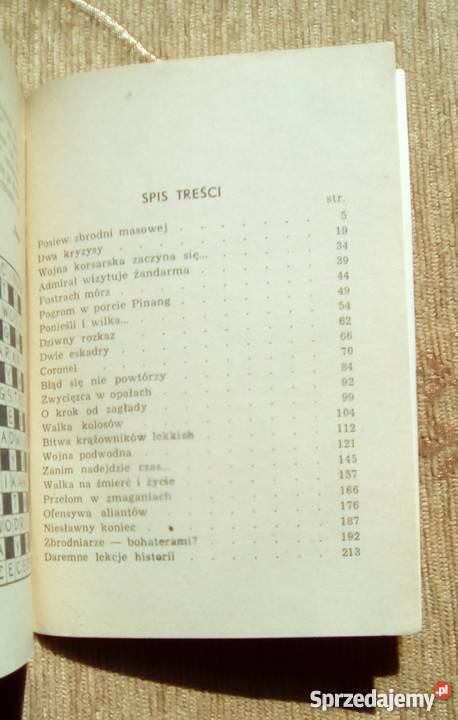 SPIS TREŚCI
str.
Posiew zbrodni masowej . . . . . . 5
Dwa kryzysy . . . . . . 19
Wojna korsarska zaczyna się... . . . . . . 34
Admirał wizytuje żandarma . . . . . . 39
Postrach mórz . . . . . . 44
Pogrom w porcie Pinang . . . . . . 49
Ponieśli i wilka... . . . . . . 54
Dziwny rozkaz . . . . . . 62
Dwie eskadry . . . . . . 66
Coronel . . . . . . 70
Błąd się nie powtórzy . . . . . . 84
Zwycięzca w opałach . . . . . . 92
O krok od zagłady . . . . . . 99
Walka kolosów . . . . . . 104
Bitwa krążowników lekkich . . . . . . 112
Wojna podwodna . . . . . . 121
Zanim nadejdzie czas... . . . . . . 145
Walka na śmierć i życie . . . . . . 157
Przełom w zmaganiach . . . . . . 166
Ofensywa aliantów . . . . . . 176
Niesławny koniec . . . . . . 187
Zbrodniarze — bohaterami? . . . . . . 192
Daremne lekcje historii . . . . . . 213
Sprzedajemy.pl